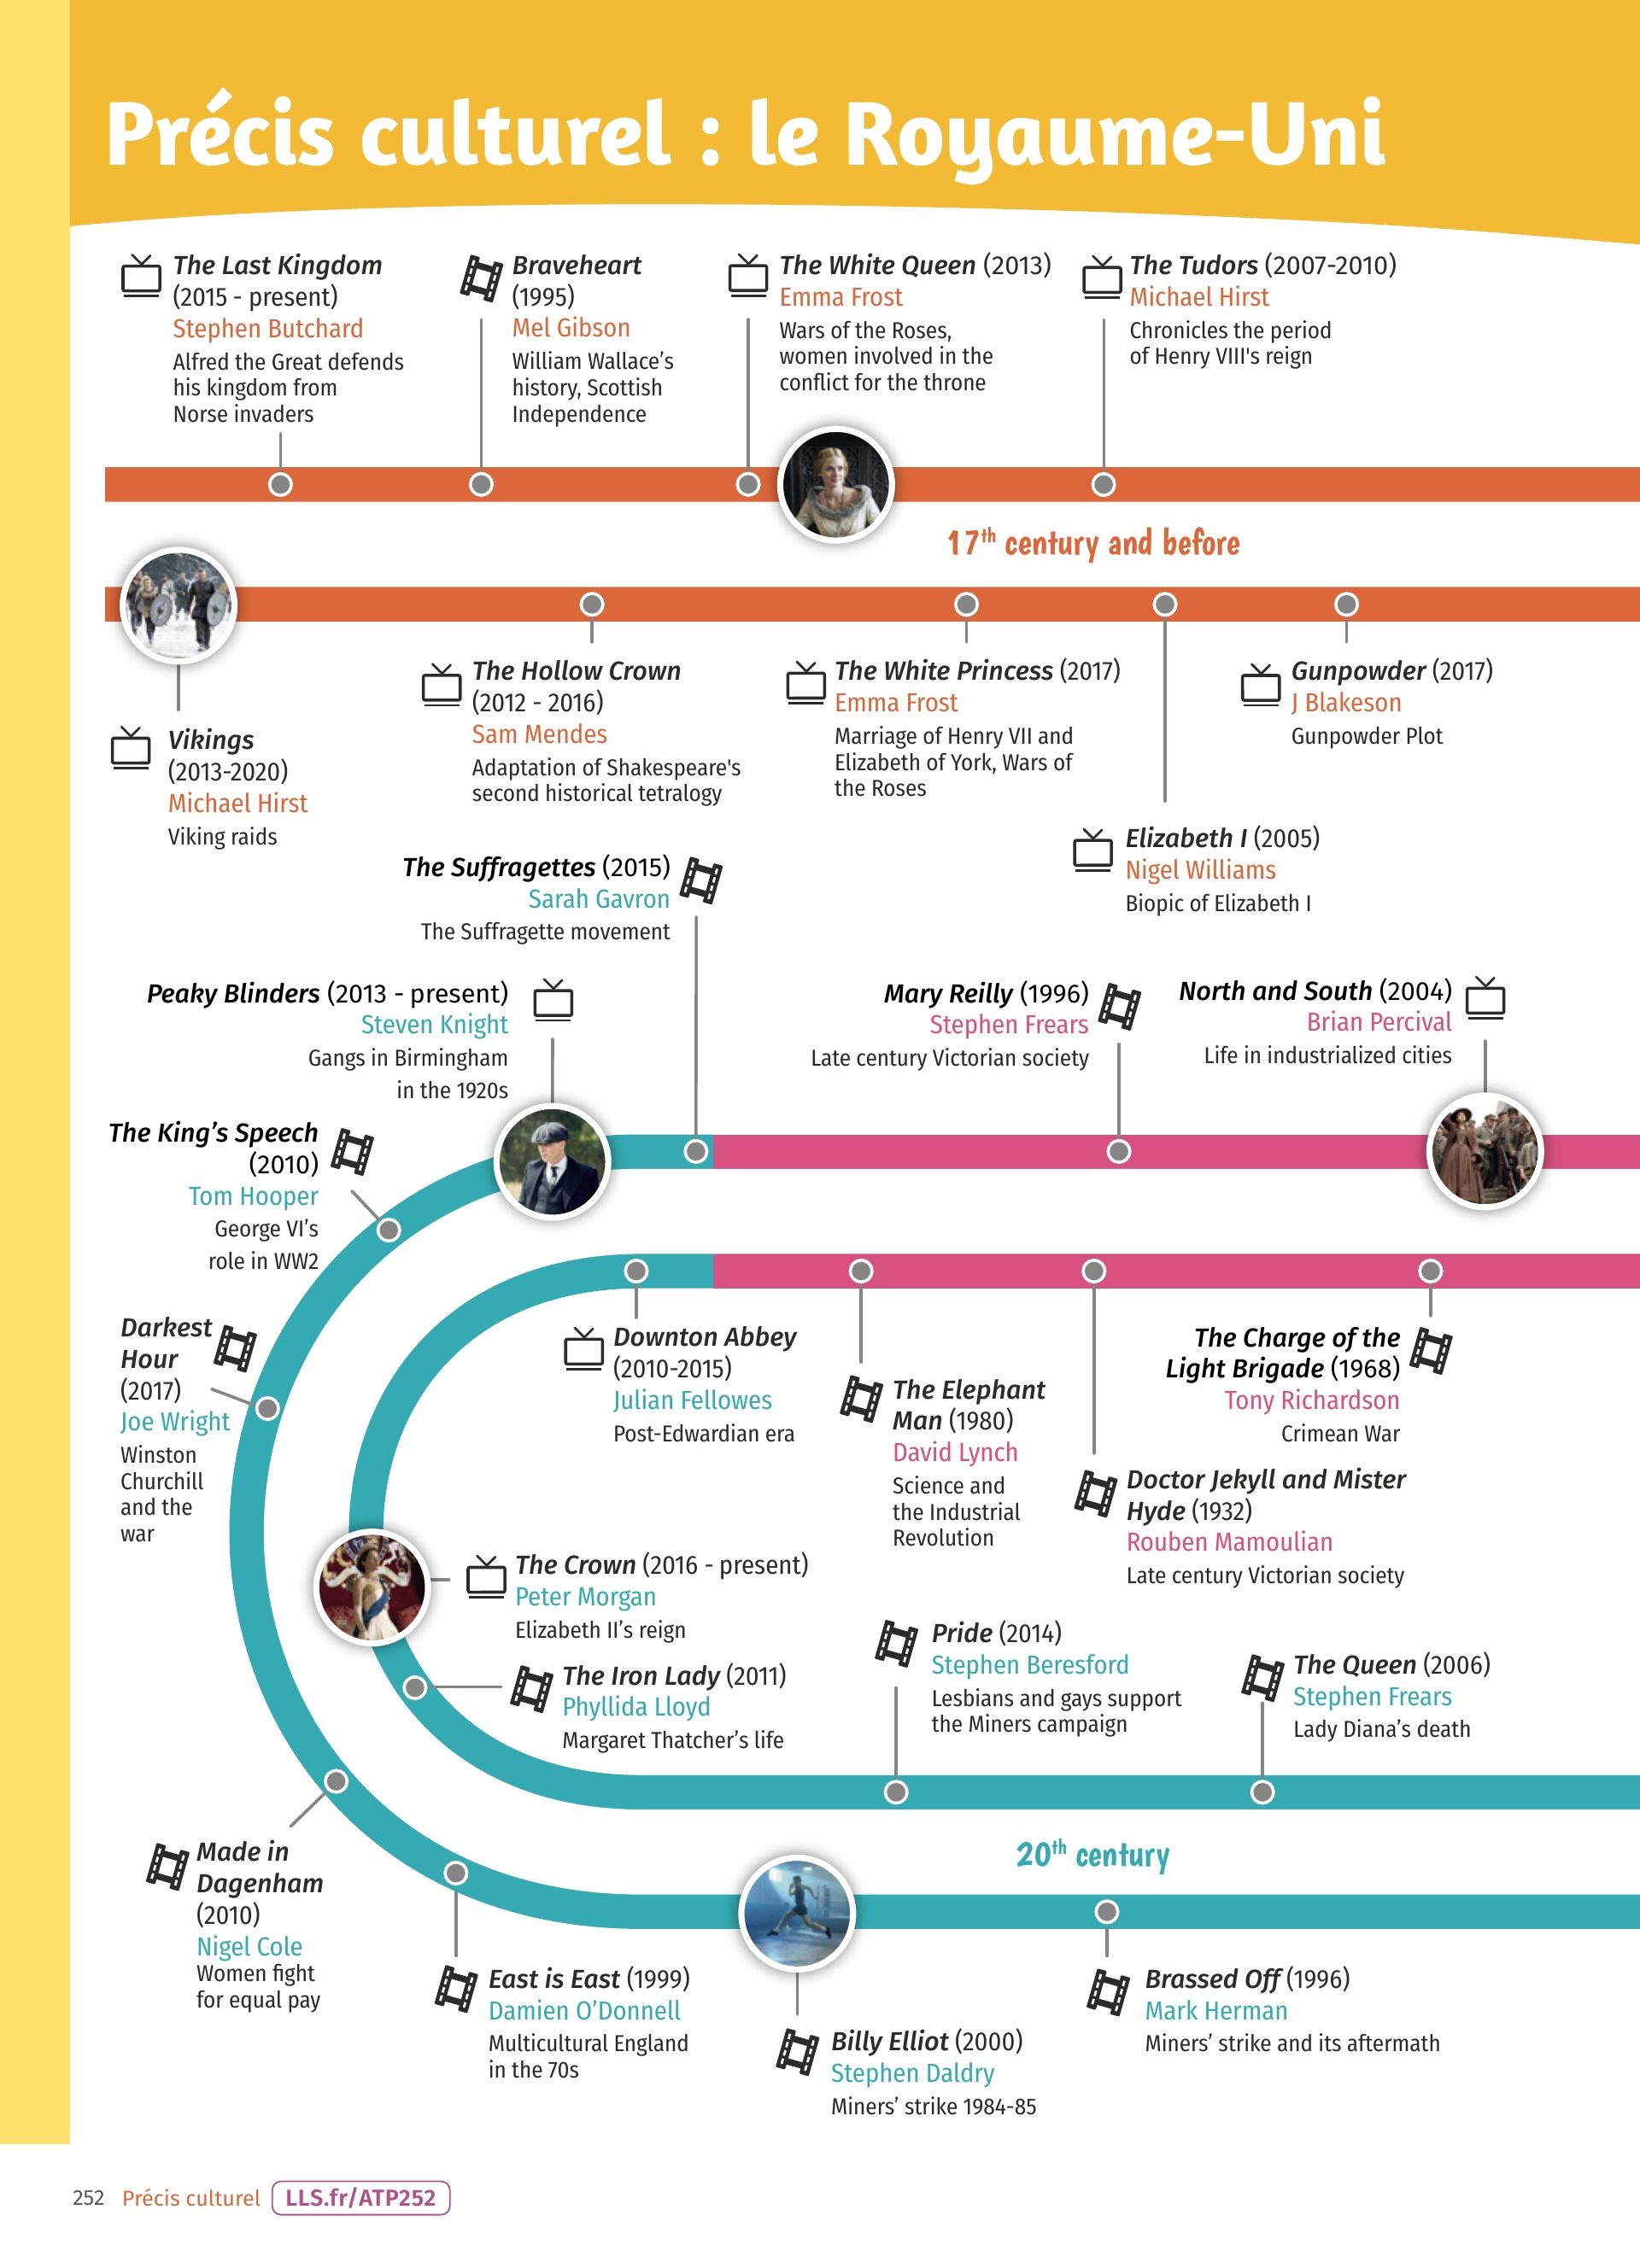 Précis culturel : le Royaume-Uni
The Last Kingdom
(2015 - present)
Stephen Butchard
Alfred the Great defends
his kingdom from
Norse invaders
Braveheart
(1995)
Mel Gibson
William Wallace’s
history, Scottish
Independence
The White Queen (2013)
Emma Frost
Wars of the Roses,
women involved in the
conflict for the throne
The Tudors (2007-2010)
Michael Hirst
Chronicles the period
of Henry VIII's reign
17th century and before
Vikings
(2013-2020)
Michael Hirst
Viking raids
The Hollow Crown
(2012 - 2016)
Sam Mendes
Adaptation of Shakespeare's
second historical tetralogy
The White Princess (2017)
Emma Frost
Marriage of Henry VII and
Elizabeth of York, Wars of
the Roses
Elizabeth I (2005)
Nigel Williams
Biopic of Elizabeth I
Gunpowder (2017)
J Blakeson
Gunpowder Plot
The Suffragettes (2015)
Sarah Gavron
The Suffragette movement
Peaky Blinders (2013 - present)
Steven Knight
Gangs in Birmingham
in the 1920s
Mary Reilly (1996)
Stephen Frears
Late century Victorian society
North and South (2004)
Brian Percival
Life in industrialized cities
The King’s Speech
(2010)
Tom Hooper
George VI’s
role in WW2
Darkest
Hour
(2017)
Joe Wright
Winston
Churchill
and the
war
Downton Abbey
(2010-2015)
Julian Fellowes
Post-Edwardian era
The Elephant
Man (1980)
David Lynch
Science and
the Industrial
Revolution
The Charge of the
Light Brigade (1968)
Tony Richardson
Crimean War
Doctor Jekyll and Mister
Hyde (1932)
Rouben Mamoulian
Late century Victorian society
The Crown (2016 - present)
Peter Morgan
Elizabeth II’s reign
The Iron Lady (2011)
Phyllida Lloyd
Margaret Thatcher’s life
Pride (2014)
Stephen Beresford
Lesbians and gays support
the Miners campaign
The Queen (2006)
Stephen Frears
Lady Diana’s death
20th century
Made in
Dagenham
(2010)
Nigel Cole
Women fight
for equal pay
East is East (1999)
Damien O’Donnell
Multicultural England
in the 70s
Billy Elliot (2000)
Stephen Daldry
Miners’ strike 1984-85
Brassed Off (1996)
Mark Herman
Miners’ strike and its aftermath
252 Précis culturel LLS.fr/ATP252